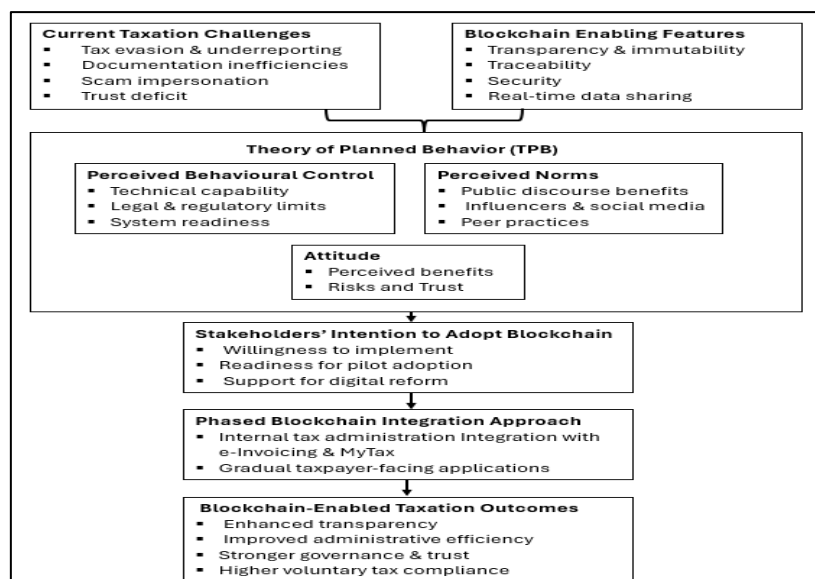 Current Taxation Challenges
▪ Tax evasion & underreporting
▪ Documentation inefficiencies
▪ Scam impersonation
▪ Trust deficit
Blockchain Enabling Features
▪ Transparency & immutability
▪ Traceability
▪ Security
▪ Real-time data sharing
Theory of Planned Behavior (TPB)
Perceived Behavioural Control
▪ Technical capability
▪ Legal & regulatory limits
▪ System readiness
Perceived Norms
▪ Public discourse benefits
▪ Influencers & social media
▪ Peer practices
Attitude
▪ Perceived benefits
▪ Risks and Trust
Stakeholders’ Intention to Adopt Blockchain
▪ Willingness to implement
▪ Readiness for pilot adoption
▪ Support for digital reform
Phased Blockchain Integration Approach
▪ Internal tax administration Integration with
e-Invoicing & MyTax
▪ Gradual taxpayer-facing applications
Blockchain-Enabled Taxation Outcomes
▪ Enhanced transparency
▪ Improved administrative efficiency
▪ Stronger governance & trust
▪ Higher voluntary tax compliance